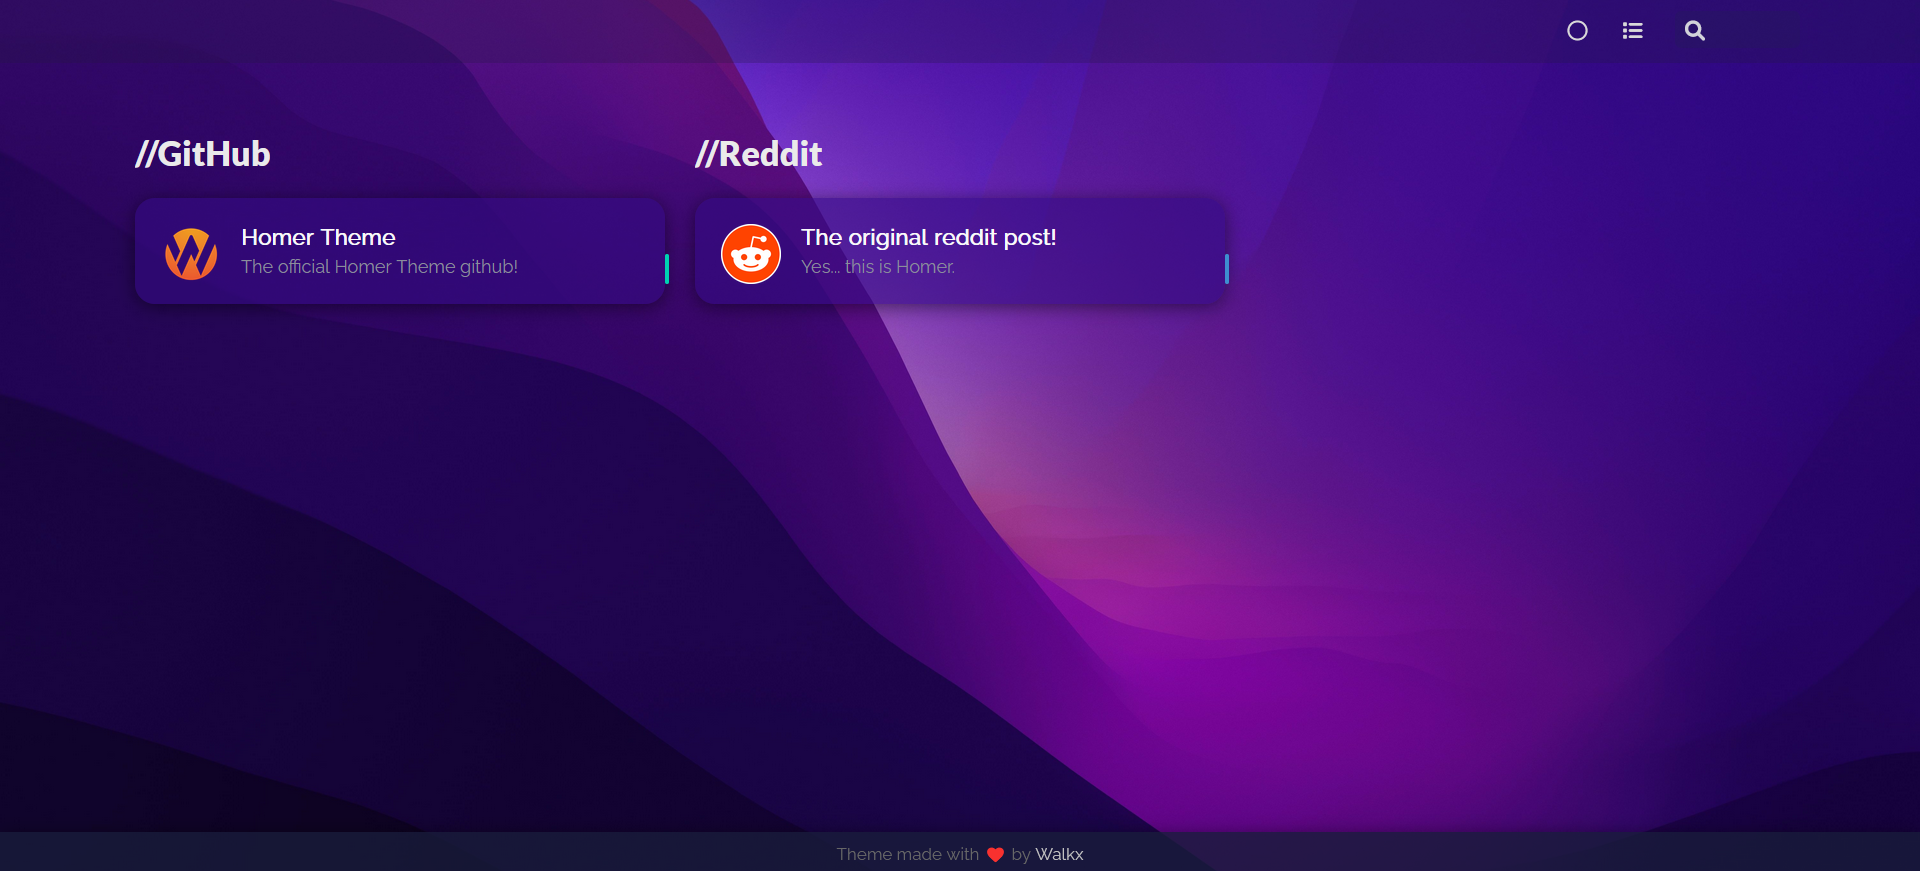 //GitHub
Homer Theme
The official Homer Theme github!
//Reddit
The original reddit post!
Yes... this is Homer.
Theme made with ❤ by Walkx